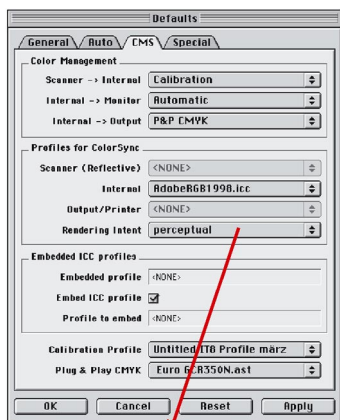 Defaults
General Auto CMS Special
Color Management
Scanner -> Internal Calibration
Internal -> Monitor Automatic
Internal -> Output P&P CMYK
Profiles for ColorSync
Scanner (Reflective) <NONE>
Internal AdobeRGB1998.icc
Output/Printer <NONE>
Rendering Intent perceptual
Embedded ICC profiles
Embedded profile <NONE>
Embed ICC profile
Profile to embed <NONE>
Calibration Profile Untitled IT8 Profile märz
Plug & Play CMYK Euro GCR350N.ast
OK Cancel Reset Apply